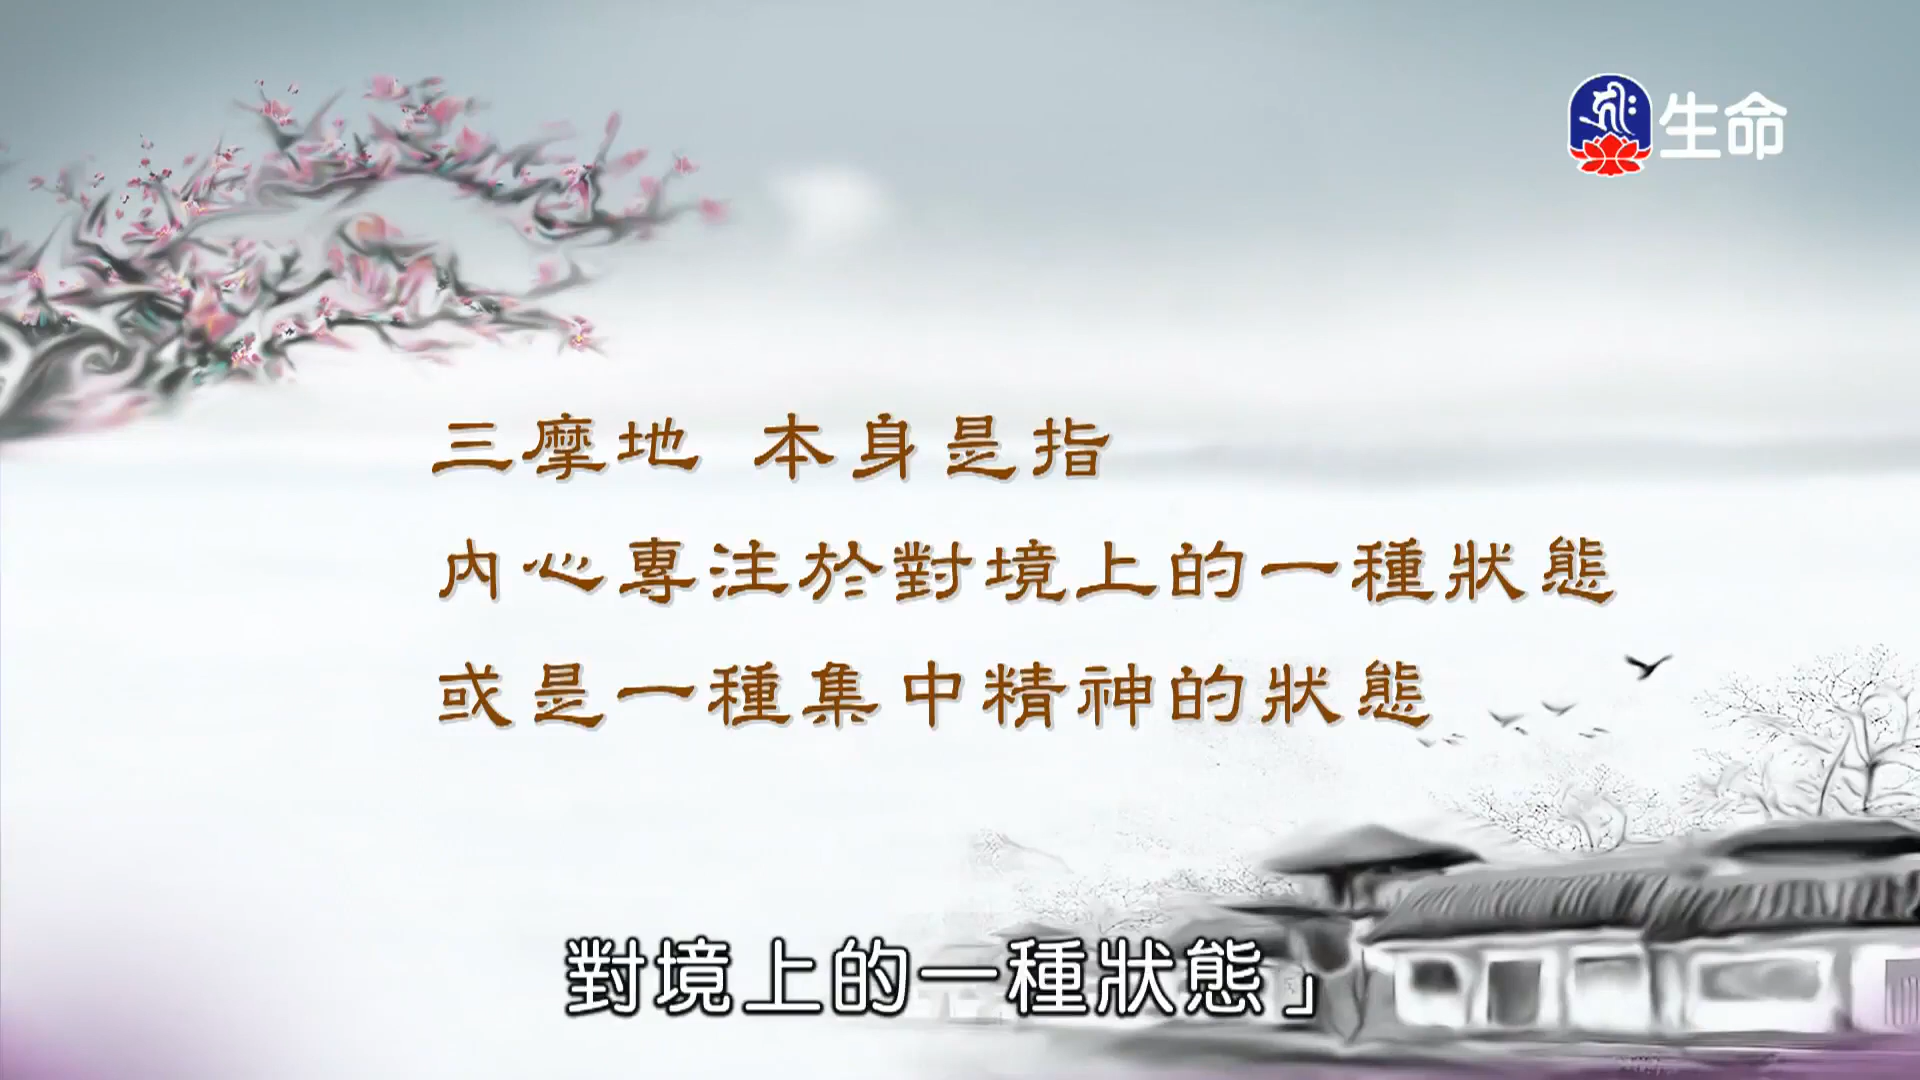 生命
三摩地 本身是指
內心專注於對境上的一種狀態
或是一種集中精神的狀態
對境上的一種狀態」